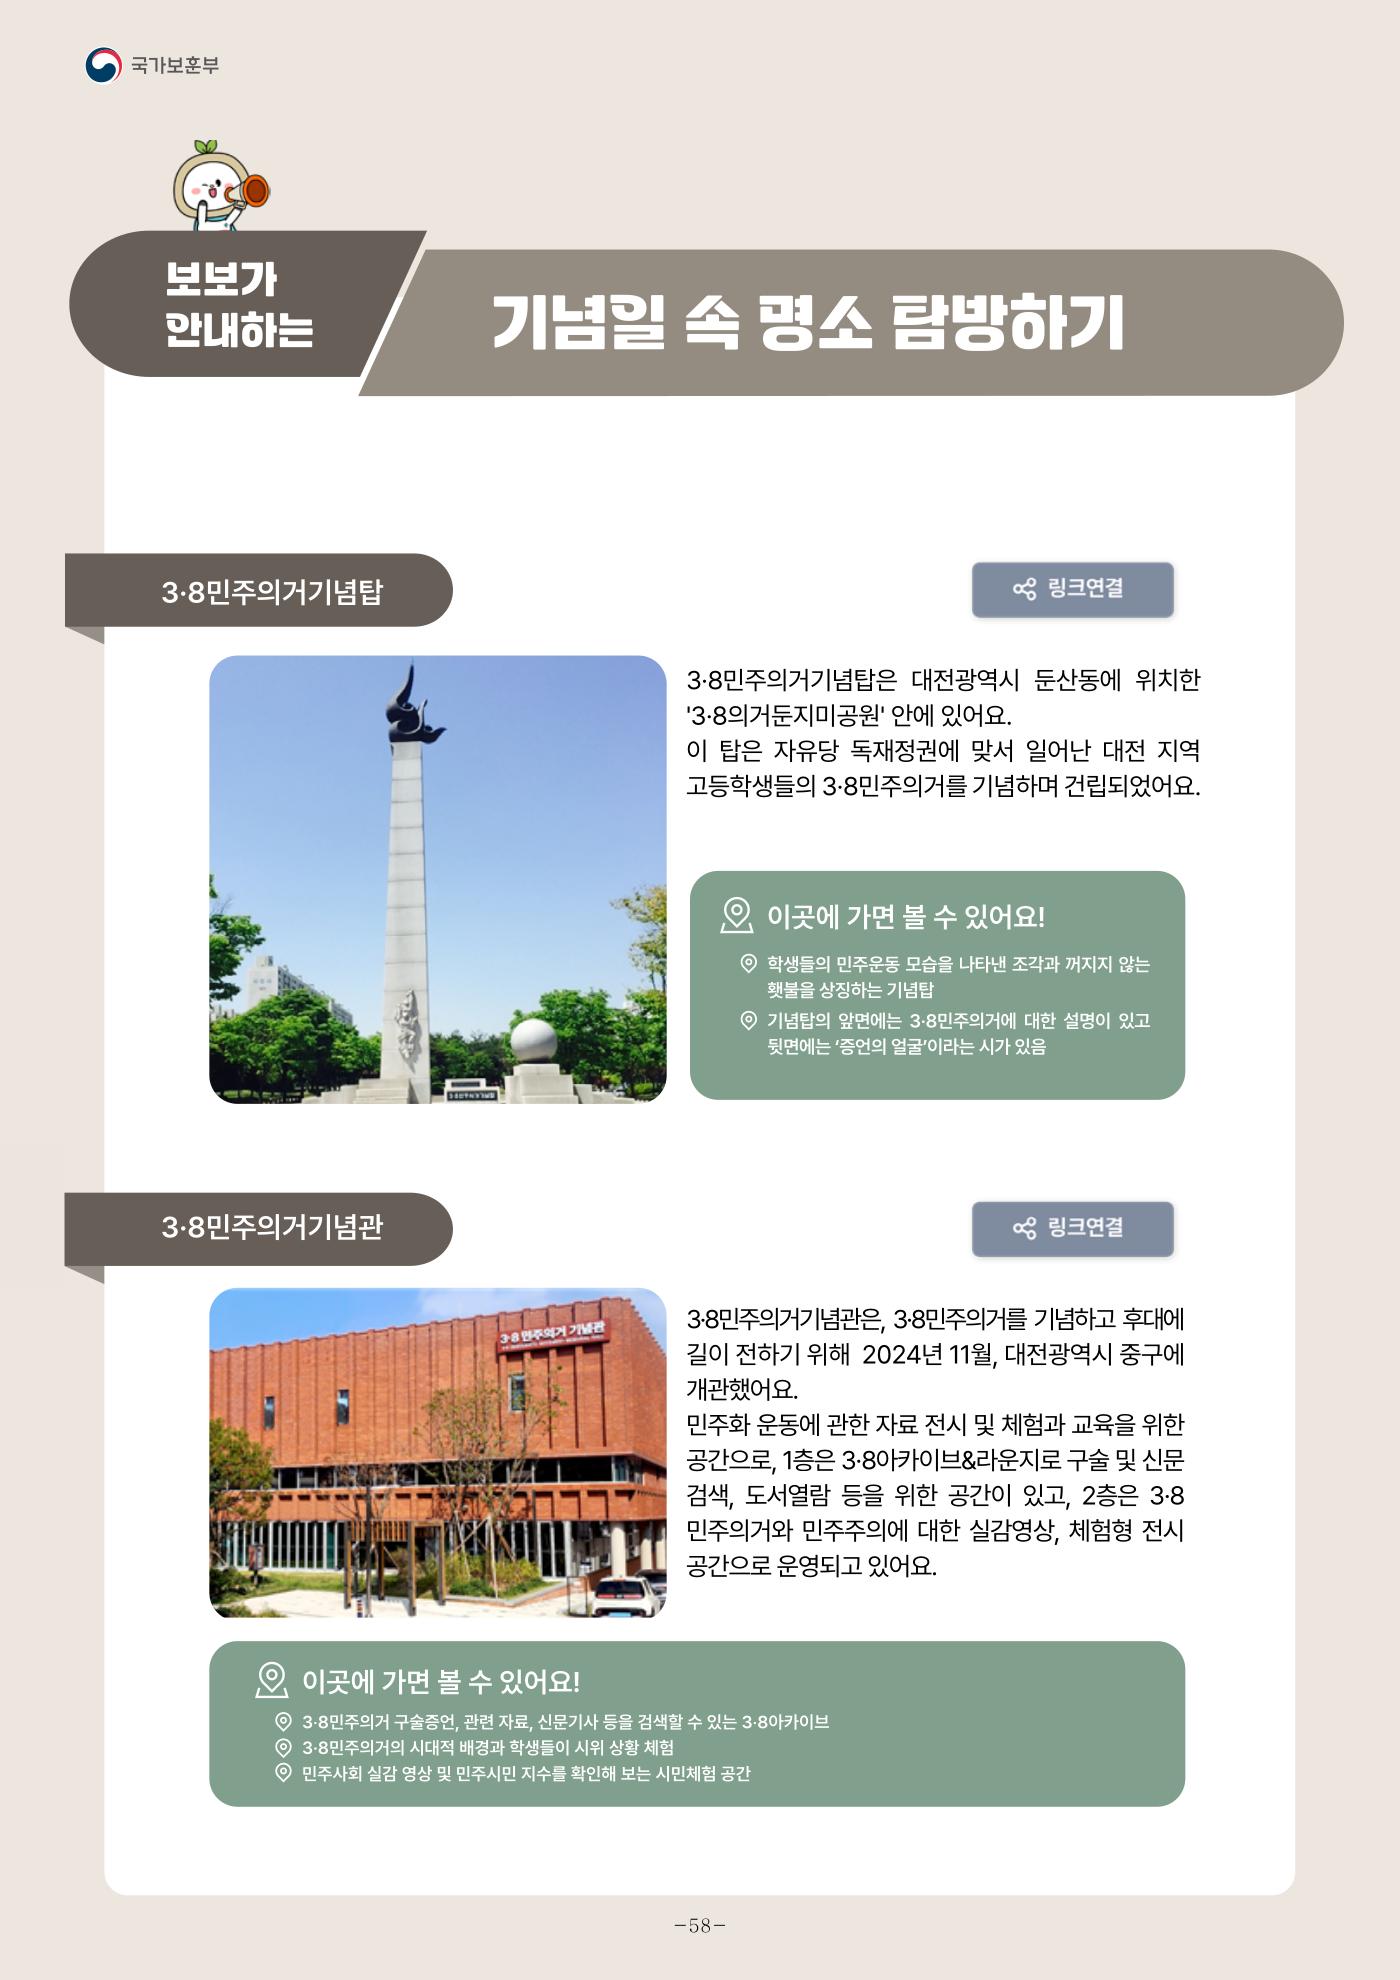 국가보훈부
보보가
안내하는
기념일 속 명소 탐방하기
3·8민주의거기념탑
링크연결
3·8민주의거기념탑은 대전광역시 둔산동에 위치한
'3·8의거둔지미공원' 안에 있어요.
이 탑은 자유당 독재정권에 맞서 일어난 대전 지역
고등학생들의 3·8민주의거를 기념하며 건립되었어요.
이곳에 가면 볼 수 있어요!
학생들의 민주운동 모습을 나타낸 조각과 꺼지지 않는
횃불을 상징하는 기념탑
기념탑의 앞면에는 3·8민주의거에 대한 설명이 있고
뒷면에는 ‘증언의 얼굴’이라는 시가 있음
3·8민주의거기념관
링크연결
3·8 민주의거 기념관
3·8민주의거기념관은, 3·8민주의거를 기념하고 후대에
길이 전하기 위해 2024년 11월, 대전광역시 중구에
개관했어요.
민주화 운동에 관한 자료 전시 및 체험과 교육을 위한
공간으로, 1층은 3·8아카이브&라운지로 구술 및 신문
검색, 도서열람 등을 위한 공간이 있고, 2층은 3·8
민주의거와 민주주의에 대한 실감영상, 체험형 전시
공간으로 운영되고 있어요.
이곳에 가면 볼 수 있어요!
3·8민주의거 구술증언, 관련 자료, 신문기사 등을 검색할 수 있는 3·8아카이브
3·8민주의거의 시대적 배경과 학생들이 시위 상황 체험
민주사회 실감 영상 및 민주시민 지수를 확인해 보는 시민체험 공간
-58-